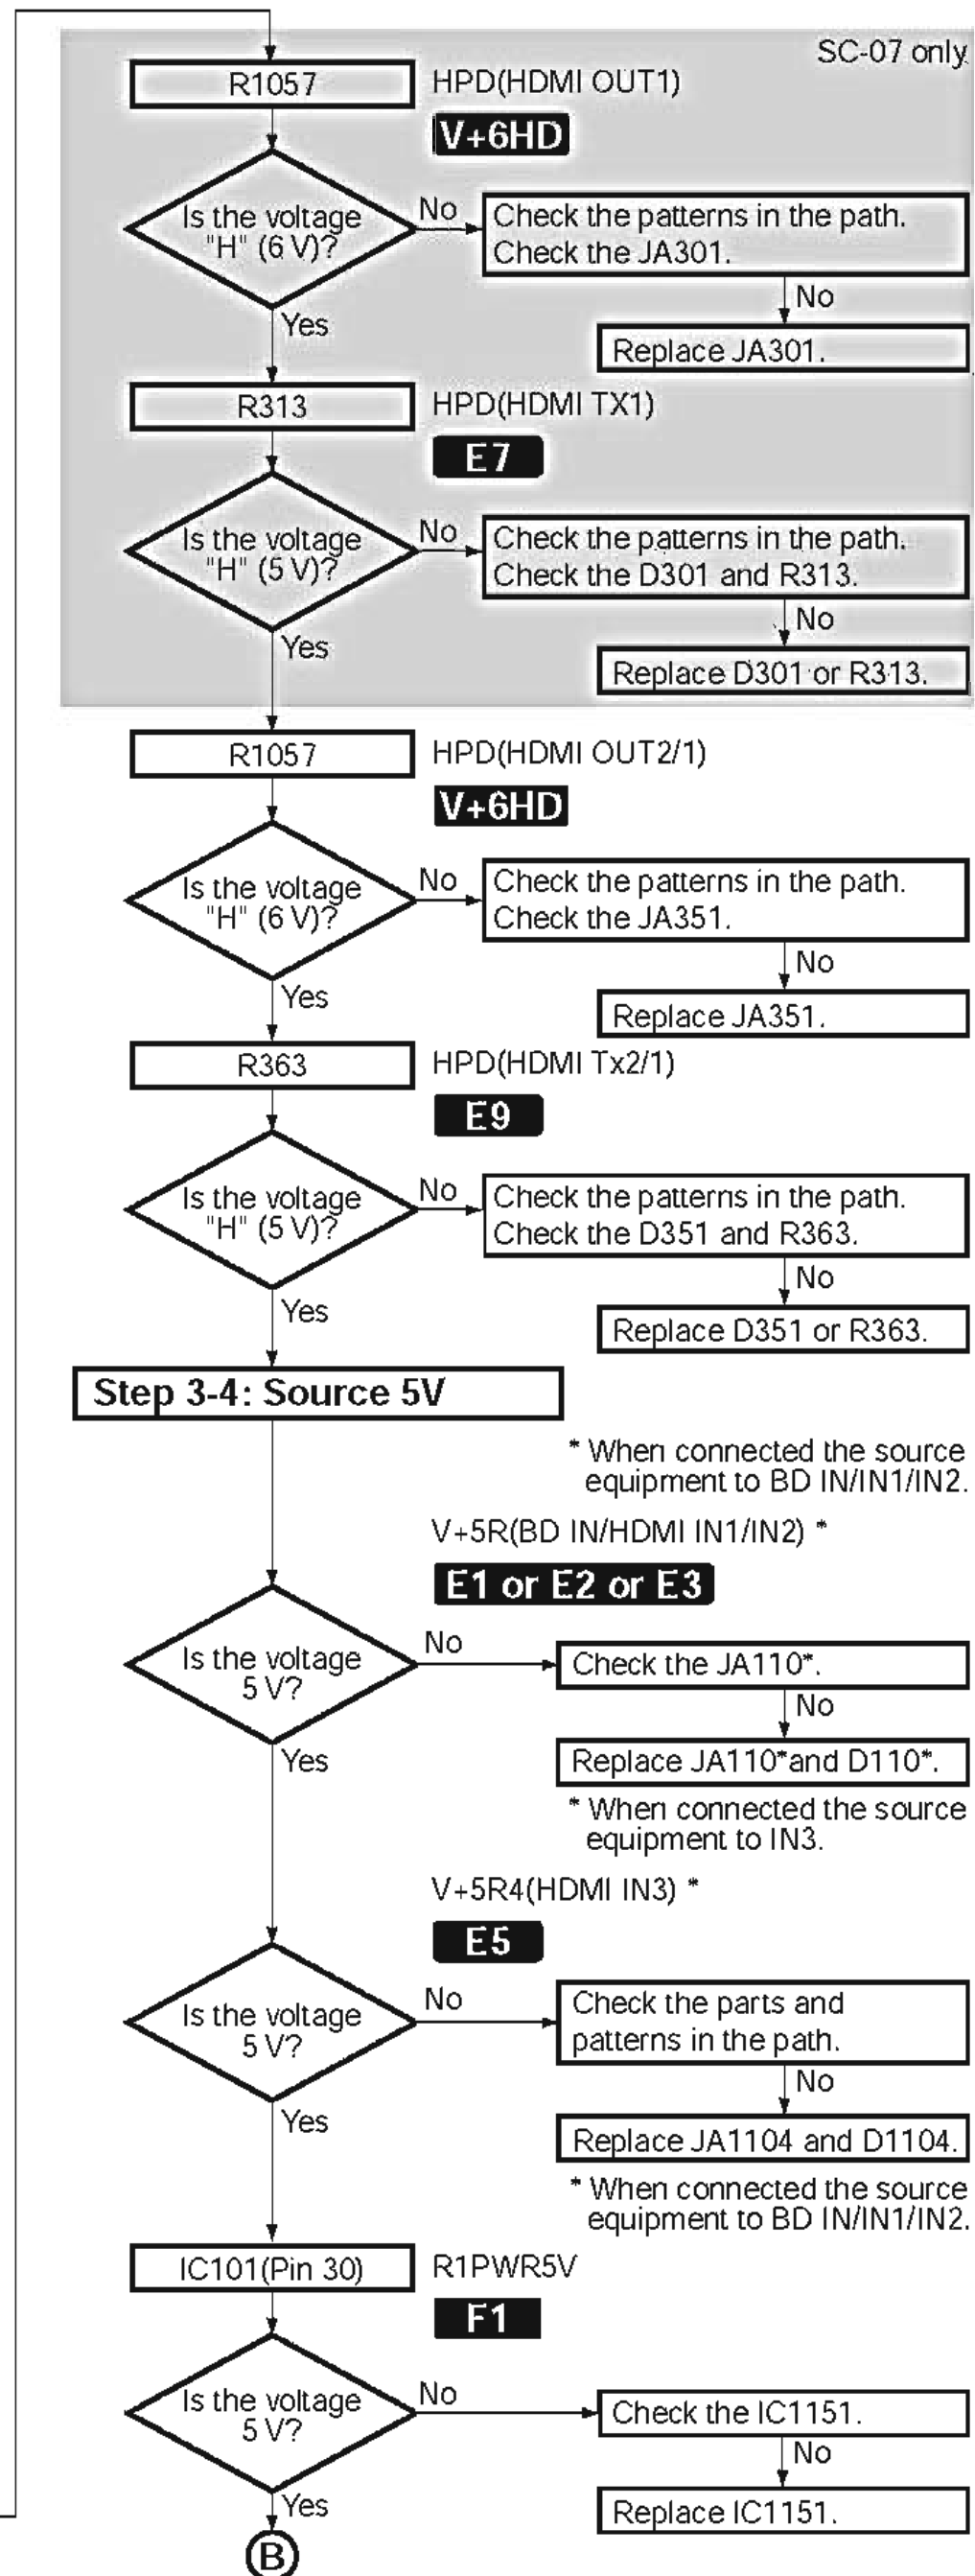 SC-07 only
R1057
HPD(HDMI OUT1)
V+6HD
Is the voltage
"H" (6 V)?
No
Check the patterns in the path.
Check the JA301.
No
Replace JA301.
Yes
R313
HPD(HDMI TX1)
E7
Is the voltage
"H" (5 V)?
No
Check the patterns in the path.
Check the D301 and R313.
No
Replace D301 or R313.
Yes
R1057
HPD(HDMI OUT2/1)
V+6HD
Is the voltage
"H" (6 V)?
No
Check the patterns in the path.
Check the JA351.
No
Replace JA351.
Yes
R363
HPD(HDMI Tx2/1)
E9
Is the voltage
"H" (5 V)?
No
Check the patterns in the path.
Check the D351 and R363.
No
Replace D351 or R363.
Yes
Step 3-4: Source 5V
* When connected the source
equipment to BD IN/IN1/IN2.
V+5R(BD IN/HDMI IN1/IN2) *
E1 or E2 or E3
Is the voltage
5 V?
No
Check the JA110*.
No
Replace JA110*and D110*.
Yes
* When connected the source
equipment to IN3.
V+5R4(HDMI IN3) *
E5
Is the voltage
5 V?
No
Check the parts and
patterns in the path.
No
Replace JA1104 and D1104.
Yes
* When connected the source
equipment to BD IN/IN1/IN2.
IC101(Pin 30)
R1PWR5V
F1
Is the voltage
5 V?
No
Check the IC1151.
No
Replace IC1151.
Yes
B